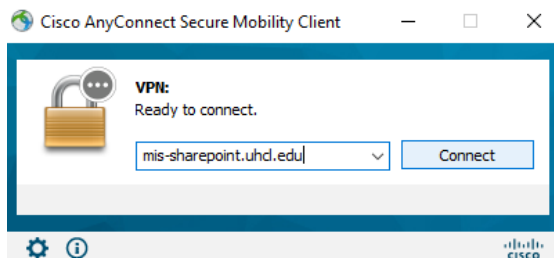 Cisco AnyConnect Secure Mobility Client
VPN:
Ready to connect.
mis-sharepoint.uhcl.edu
Connect
cisco